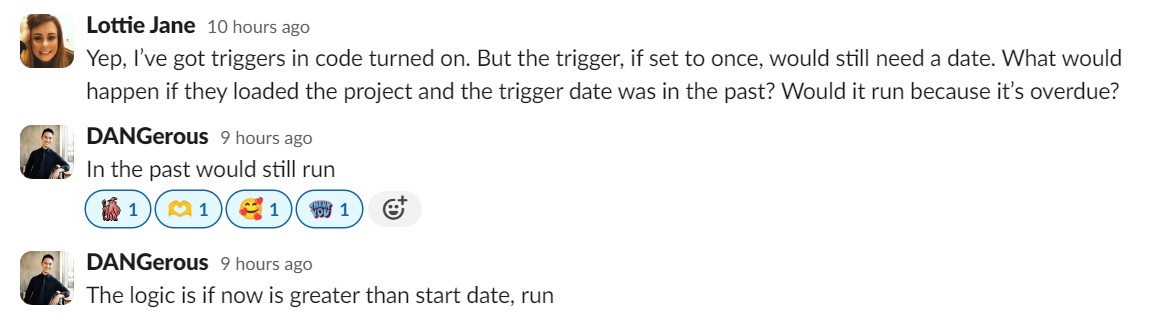 Lottie Jane 10 hours ago
Yep, I’ve got triggers in code turned on. But the trigger, if set to once, would still need a date. What would
happen if they loaded the project and the trigger date was in the past? Would it run because it’s overdue?
DANGerous 9 hours ago
In the past would still run
1 1 1 THANK YOU 1
DANGerous 9 hours ago
The logic is if now is greater than start date, run